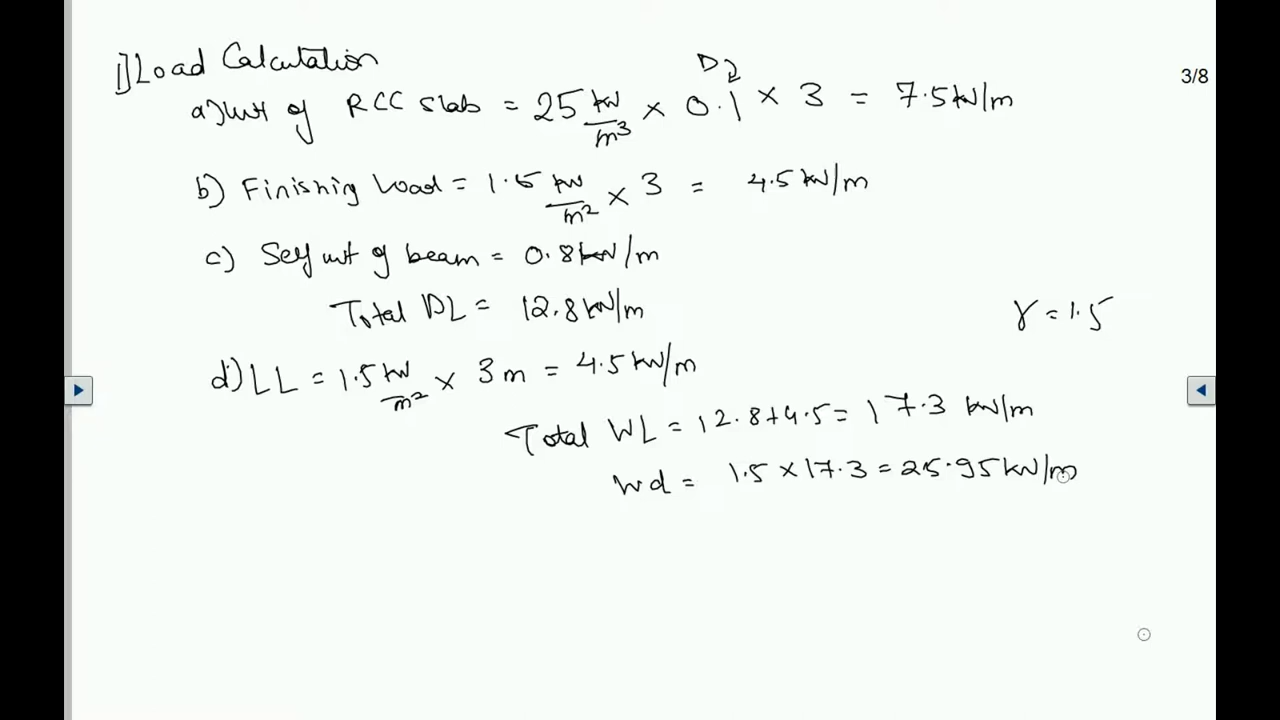 1] Load Calculation
3/8
D
a) wt of RCC slab = 25 kN/m³ × 0.1 × 3 = 7.5 kN/m
b) Finishing Load = 1.5 kN/m² × 3 = 4.5 kN/m
c) Self wt of beam = 0.8 kN/m
Total DL = 12.8 kN/m
γ = 1.5
d) LL = 1.5 kN/m² × 3 m = 4.5 kN/m
Total WL = 12.8 + 4.5 = 17.3 kN/m
Wd = 1.5 × 17.3 = 25.95 kN/m